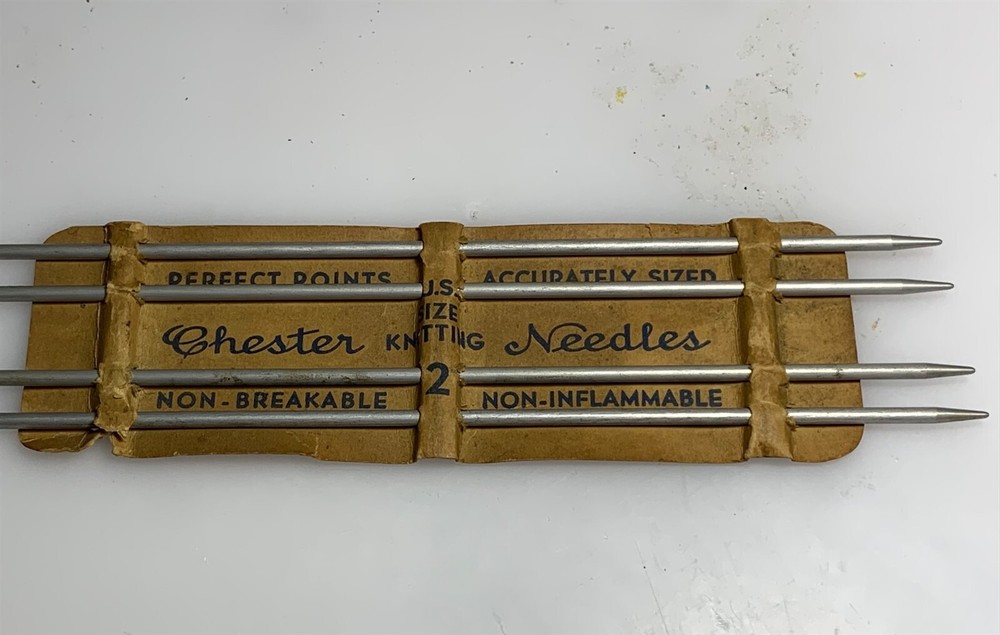 PERFECT POINTS ACCURATELY SIZED
U.S.
SIZE
Chester KNITTING Needles
2
NON-BREAKABLE NON-INFLAMMABLE